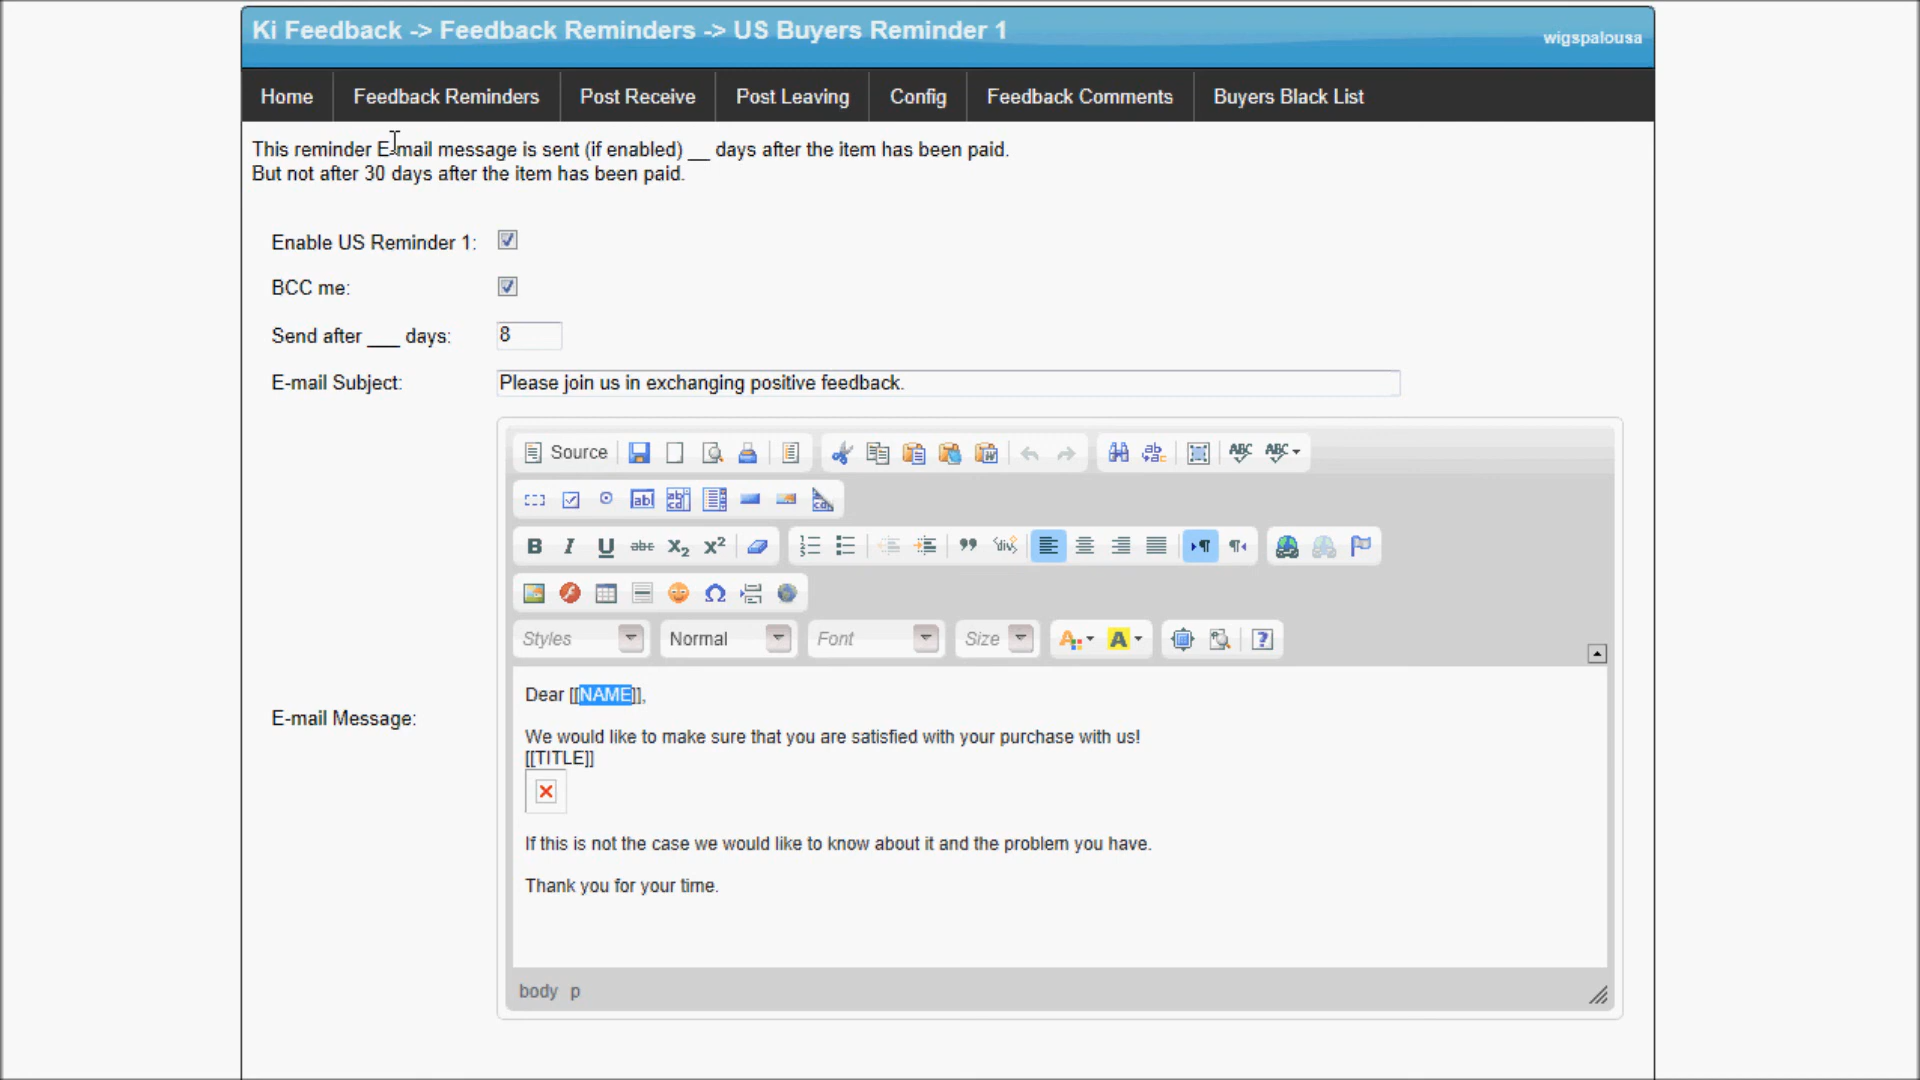 Ki Feedback -> Feedback Reminders -> US Buyers Reminder 1
wigspalousa
Home Feedback Reminders Post Receive Post Leaving Config Feedback Comments Buyers Black List
This reminder E-mail message is sent (if enabled) __ days after the item has been paid.
But not after 30 days after the item has been paid.
Enable US Reminder 1:
BCC me:
Send after ___ days: 8
E-mail Subject: Please join us in exchanging positive feedback.
Source
Styles Normal Font Size
E-mail Message:
Dear [[NAME]],
We would like to make sure that you are satisfied with your purchase with us!
[[TITLE]]
If this is not the case we would like to know about it and the problem you have.
Thank you for your time.
body p